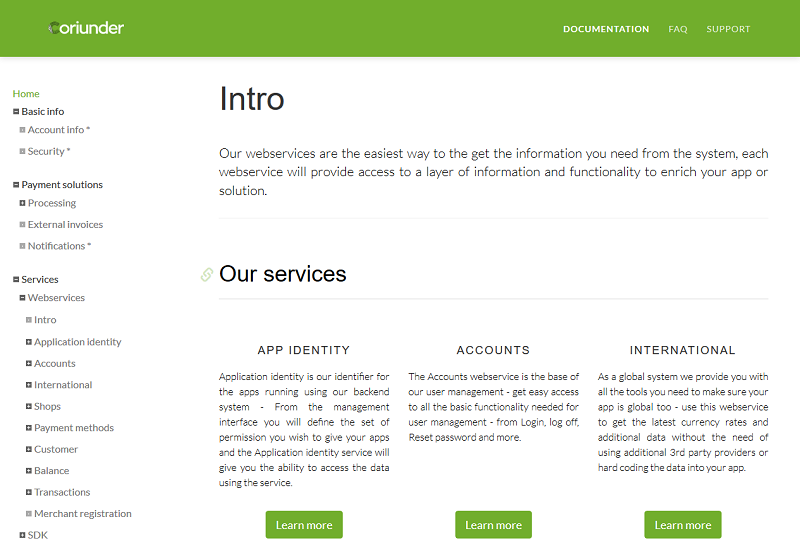 Coriunder
DOCUMENTATION FAQ SUPPORT
Home
Basic info
Account info *
Security *
Payment solutions
Processing
External invoices
Notifications *
Services
Webservices
Intro
Application identity
Accounts
International
Shops
Payment methods
Customer
Balance
Transactions
Merchant registration
SDK
Intro
Our webservices are the easiest way to the get the information you need from the system, each
webservice will provide access to a layer of information and functionality to enrich your app or
solution.
Our services
APP IDENTITY
Application identity is our identifier for
the apps running using our backend
system - From the management
interface you will define the set of
permission you wish to give your apps
and the Application identity service will
give you the ability to access the data
using the service.
Learn more
ACCOUNTS
The Accounts webservice is the base of
our user management - get easy access
to all the basic functionality needed for
user management - from Login, log off,
Reset password and more.
Learn more
INTERNATIONAL
As a global system we provide you with
all the tools you need to make sure your
app is global too - use this webservice
to get the latest currency rates and
additional data without the need of
using additional 3rd party providers or
hard coding the data into your app.
Learn more